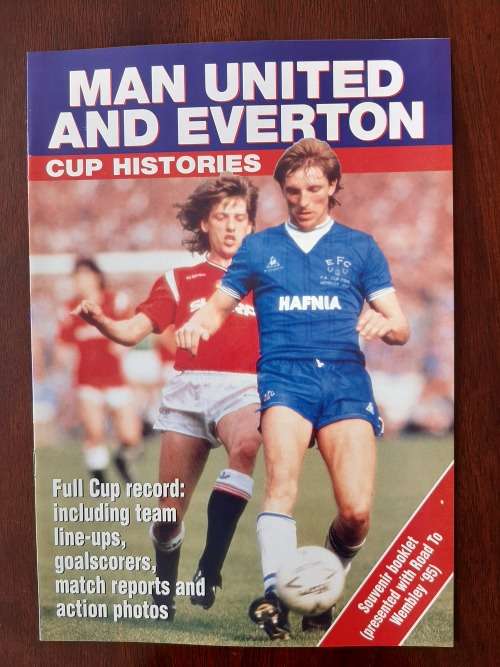 MAN UNITED
AND EVERTON
CUP HISTORIES
EFC
HAFNIA
Full Cup record:
including team
line-ups,
goalscorers,
match reports and
action photos
Souvenir booklet
(presented with Road To
Wembley '95)